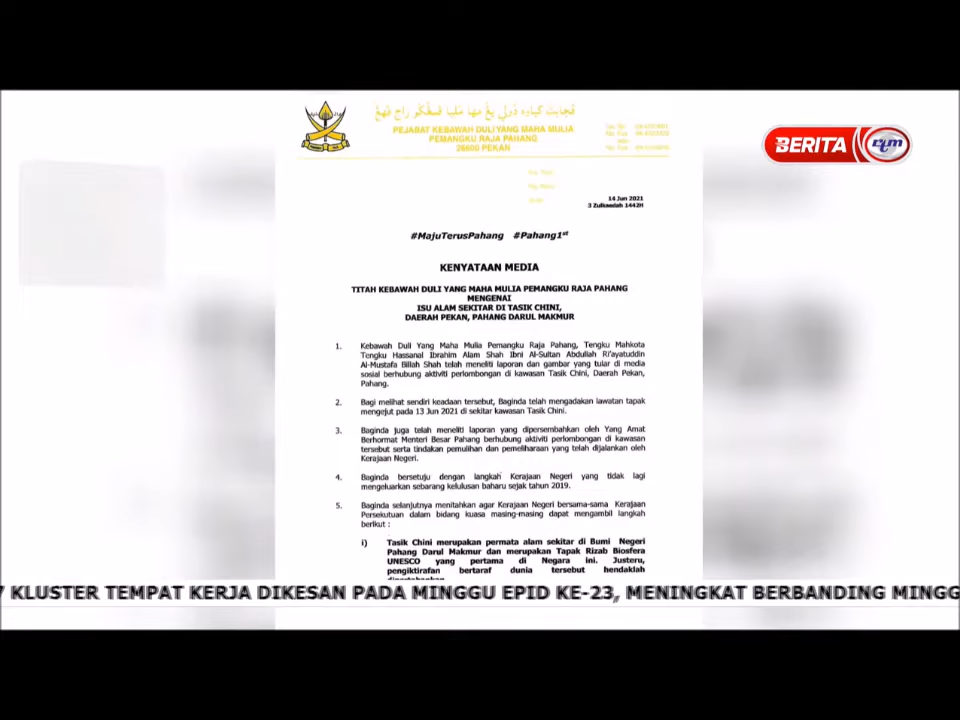 PEJABAT KEBAWAH DULI YANG MAHA MULIA
PEMANGKU RAJA PAHANG
26600 PEKAN
BERITA rtm
14 Jun 2021
3 Zulkaedah 1442H
#MajuTerusPahang #Pahang1st
KENYATAAN MEDIA
TITAH KEBAWAH DULI YANG MAHA MULIA PEMANGKU RAJA PAHANG
MENGENAI
ISU ALAM SEKITAR DI TASIK CHINI,
DAERAH PEKAN, PAHANG DARUL MAKMUR
1. Kebawah Duli Yang Maha Mulia Pemangku Raja Pahang, Tengku Mahkota
Tengku Hassanal Ibrahim Alam Shah Ibni Al-Sultan Abdullah Ri'ayatuddin
Al-Mustafa Billah Shah telah meneliti laporan dan gambar yang tular di media
sosial berhubung aktiviti perlombongan di kawasan Tasik Chini, Daerah Pekan,
Pahang.
2. Bagi melihat sendiri keadaan tersebut, Baginda telah mengadakan lawatan tapak
mengejut pada 13 Jun 2021 di sekitar kawasan Tasik Chini.
3. Baginda juga telah meneliti laporan yang dipersembahkan oleh Yang Amat
Berhormat Menteri Besar Pahang berhubung aktiviti perlombongan di kawasan
tersebut serta tindakan pemulihan dan pemeliharaan yang telah dijalankan oleh
Kerajaan Negeri.
4. Baginda bersetuju dengan langkah Kerajaan Negeri yang tidak lagi
mengeluarkan sebarang kelulusan baharu sejak tahun 2019.
5. Baginda selanjutnya menitahkan agar Kerajaan Negeri bersama-sama Kerajaan
Persekutuan dalam bidang kuasa masing-masing dapat mengambil langkah
berikut :
i) Tasik Chini merupakan permata alam sekitar di Bumi Negeri
Pahang Darul Makmur dan merupakan Tapak Rizab Biosfera
UNESCO yang pertama di Negara ini. Justeru,
pengiktirafan bertaraf dunia tersebut hendaklah
7 KLUSTER TEMPAT KERJA DIKESAN PADA MINGGU EPID KE-23, MENINGKAT BERBANDING MINGG